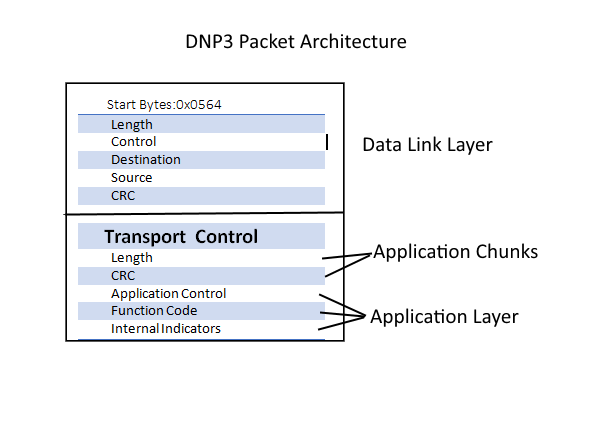 DNP3 Packet Architecture
Start Bytes:0x0564
Length
Control
Destination
Source
CRC
Data Link Layer
Transport Control
Length
CRC
Application Control
Function Code
Internal Indicators
Application Chunks
Application Layer